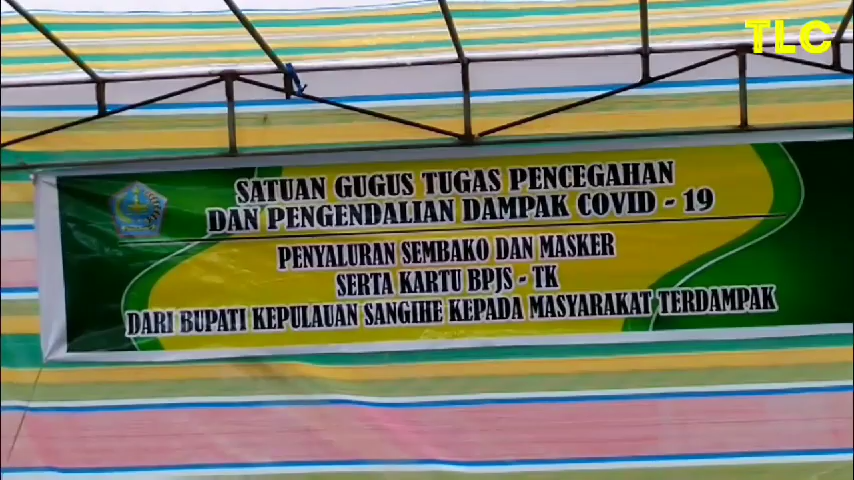 TLC
SATUAN GUGUS TUGAS PENCEGAHAN
DAN PENGENDALIAN DAMPAK COVID - 19
PENYALURAN SEMBAKO DAN MASKER
SERTA KARTU BPJS - TK
DARI BUPATI KEPULAUAN SANGIHE KEPADA MASYARAKAT TERDAMPAK